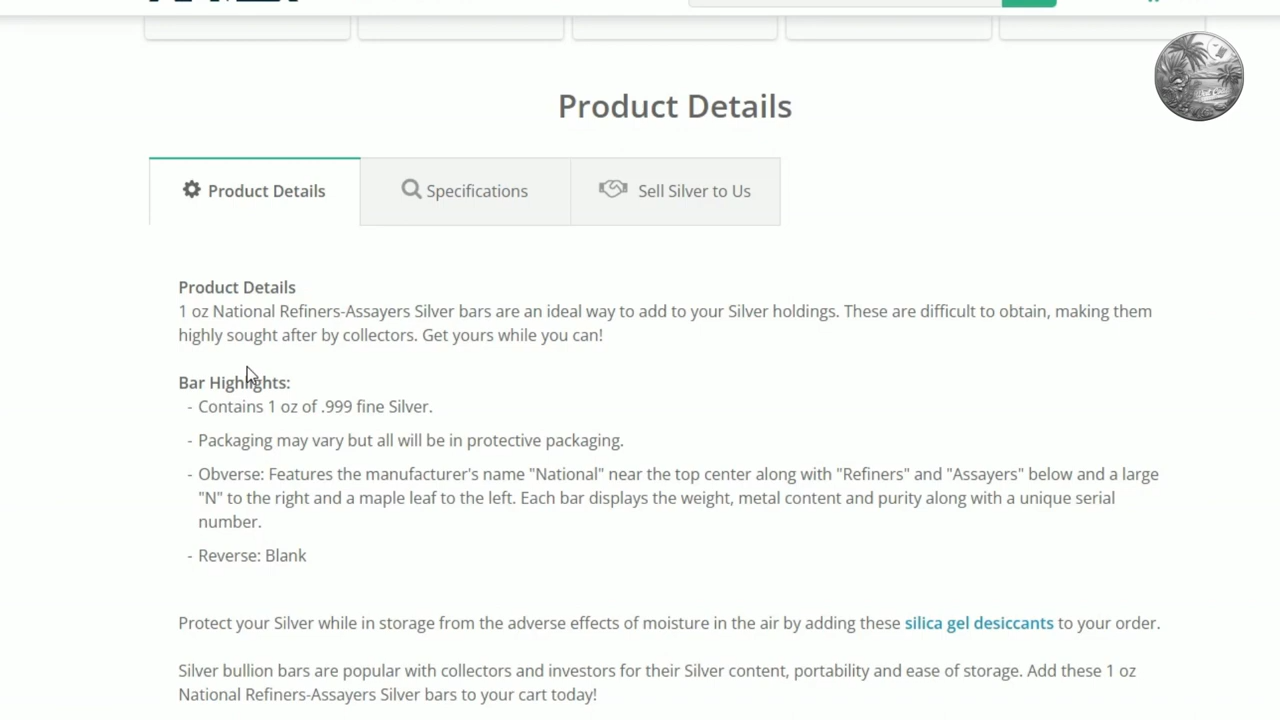 Product Details
Product Details
Specifications
Sell Silver to Us
Product Details
1 oz National Refiners-Assayers Silver bars are an ideal way to add to your Silver holdings. These are difficult to obtain, making them
highly sought after by collectors. Get yours while you can!
Bar Highlights:
- Contains 1 oz of .999 fine Silver.
- Packaging may vary but all will be in protective packaging.
- Obverse: Features the manufacturer's name "National" near the top center along with "Refiners" and "Assayers" below and a large
"N" to the right and a maple leaf to the left. Each bar displays the weight, metal content and purity along with a unique serial
number.
- Reverse: Blank
Protect your Silver while in storage from the adverse effects of moisture in the air by adding these silica gel desiccants to your order.
Silver bullion bars are popular with collectors and investors for their Silver content, portability and ease of storage. Add these 1 oz
National Refiners-Assayers Silver bars to your cart today!